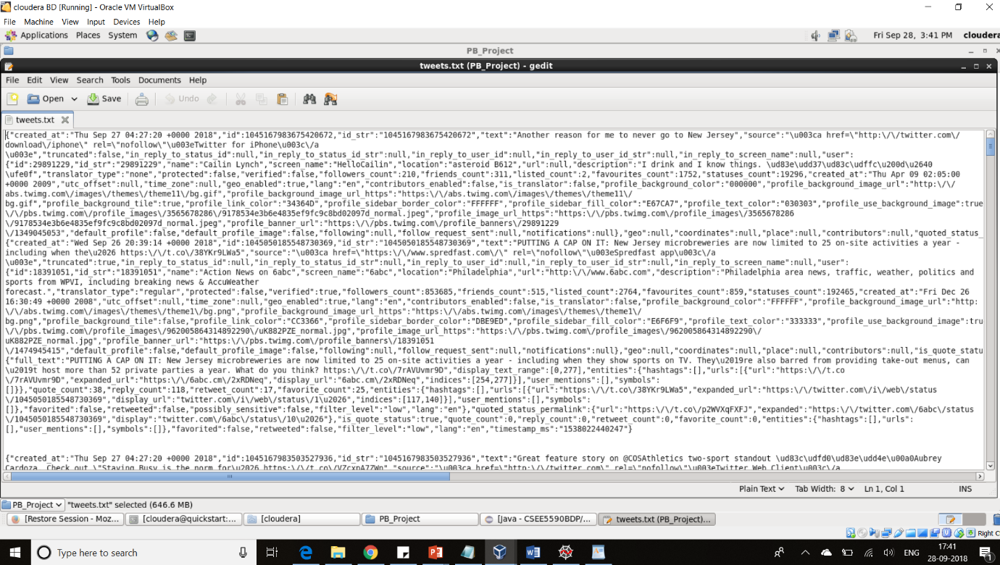 cloudera BD [Running] - Oracle VM VirtualBox
File Machine View Input Devices Help
Applications Places System Fri Sep 28, 3:41 PM cloudera
PB_Project
tweets.txt (PB_Project) - gedit
File Edit View Search Tools Documents Help
Open Save Undo
tweets.txt
{"created_at":"Thu Sep 27 04:27:20 +0000 2018","id":1045167983675420672,"id_str":"1045167983675420672","text":"Another reason for me to never go to New Jersey","source":"\u003ca href=\"http:\/\/twitter.com\/
download\/iphone\" rel=\"nofollow\"\u003eTwitter for iPhone\u003c\/a
\u003e","truncated":false,"in_reply_to_status_id":null,"in_reply_to_status_id_str":null,"in_reply_to_user_id":null,"in_reply_to_user_id_str":null,"in_reply_to_screen_name":null,"user":
{"id":29891229,"id_str":"29891229","name":"Cailin Lynch","screen_name":"HelloCailin","location":"asteroid B612","url":null,"description":"I drink and I know things. \ud83e\udd37\ud83c\udffc\u200d\u2640
\ufe0f","translator_type":"none","protected":false,"verified":false,"followers_count":210,"friends_count":311,"listed_count":2,"favourites_count":1752,"statuses_count":19296,"created_at":"Thu Apr 09 02:05:00
+0000 2009","utc_offset":null,"time_zone":null,"geo_enabled":true,"lang":"en","contributors_enabled":false,"is_translator":false,"profile_background_color":"000000","profile_background_image_url":"http:\/\/
abs.twimg.com\/images\/themes\/theme11\/bg.gif","profile_background_image_url_https":"https:\/\/abs.twimg.com\/images\/themes\/theme11\/
bg.gif","profile_background_tile":true,"profile_link_color":"34364D","profile_sidebar_border_color":"FFFFFF","profile_sidebar_fill_color":"E67CA7","profile_text_color":"030303","profile_use_background_image":true
\/\/pbs.twimg.com\/profile_images\/3565678286\/9178534e3b6e4835ef9fc9c8bd02097d_normal.jpeg","profile_image_url_https":"https:\/\/pbs.twimg.com\/profile_images\/3565678286
\/9178534e3b6e4835ef9fc9c8bd02097d_normal.jpeg","profile_banner_url":"https:\/\/pbs.twimg.com\/profile_banners\/29891229
\/1349045053","default_profile":false,"default_profile_image":false,"following":null,"follow_request_sent":null,"notifications":null},"geo":null,"coordinates":null,"place":null,"contributors":null,"quoted_status_
{"created_at":"Wed Sep 26 20:39:14 +0000 2018","id":1045050185548730369,"id_str":"1045050185548730369","text":"PUTTING A CAP ON IT: New Jersey microbreweries are now limited to 25 on-site activities a year -
including when the\u2026 https:\/\/t.co\/38YKr9LWa5","source":"\u003ca href=\"https:\/\/www.spredfast.com\/\" rel=\"nofollow\"\u003eSpredfast app\u003c\/a
\u003e","truncated":true,"in_reply_to_status_id":null,"in_reply_to_status_id_str":null,"in_reply_to_user_id":null,"in_reply_to_user_id_str":null,"in_reply_to_screen_name":null,"user":
{"id":18391051,"id_str":"18391051","name":"Action News on 6abc","screen_name":"6abc","location":"Philadelphia","url":"http:\/\/www.6abc.com","description":"Philadelphia area news, traffic, weather, politics and
sports from WPVI, including breaking news & AccuWeather
forecast.","translator_type":"regular","protected":false,"verified":true,"followers_count":853685,"friends_count":515,"listed_count":2764,"favourites_count":859,"statuses_count":192465,"created_at":"Fri Dec 26
16:30:49 +0000 2008","utc_offset":null,"time_zone":null,"geo_enabled":true,"lang":"en","contributors_enabled":false,"is_translator":false,"profile_background_color":"FFFFFF","profile_background_image_url":"http:
\/\/abs.twimg.com\/images\/themes\/theme1\/bg.png","profile_background_image_url_https":"https:\/\/abs.twimg.com\/images\/themes\/theme1\/
bg.png","profile_background_tile":false,"profile_link_color":"CC3366","profile_sidebar_border_color":"DBE9ED","profile_sidebar_fill_color":"E6F6F9","profile_text_color":"333333","profile_use_background_image":tru
\/\/pbs.twimg.com\/profile_images\/962005864314892290\/uK882PZE_normal.jpg","profile_image_url_https":"https:\/\/pbs.twimg.com\/profile_images\/962005864314892290\/
uK882PZE_normal.jpg","profile_banner_url":"https:\/\/pbs.twimg.com\/profile_banners\/18391051
\/1474945415","default_profile":false,"default_profile_image":false,"following":null,"follow_request_sent":null,"notifications":null},"geo":null,"coordinates":null,"place":null,"contributors":null,"is_quote_statu
{"full_text":"PUTTING A CAP ON IT: New Jersey microbreweries are now limited to 25 on-site activities a year - including when they show sports on TV. They\u2019re also barred from providing take-out menus, can
\u2019t host more than 52 private parties a year. What do you think? https:\/\/t.co\/7rAVUvmr9D","display_text_range":[0,277],"entities":{"hashtags":[],"urls":[{"url":"https:\/\/t.co
\/7rAVUvmr9D","expanded_url":"https:\/\/6abc.cm\/2xRDNeq","display_url":"6abc.cm\/2xRDNeq","indices":[254,277]}],"user_mentions":[],"symbols":
[]}},"quote_count":38,"reply_count":118,"retweet_count":17,"favorite_count":25,"entities":{"hashtags":[],"urls":[{"url":"https:\/\/t.co\/38YKr9LWa5","expanded_url":"https:\/\/twitter.com\/i\/web\/status
\/1045050185548730369","display_url":"twitter.com\/i\/web\/status\/1\u2026","indices":[117,140]}],"user_mentions":[],"symbols":
[]},"favorited":false,"retweeted":false,"possibly_sensitive":false,"filter_level":"low","lang":"en"},"quoted_status_permalink":{"url":"https:\/\/t.co\/p2WVXqFXFJ","expanded":"https:\/\/twitter.com\/6abc\/status
\/1045050185548730369","display":"twitter.com\/6abc\/status\/10\u2026"},"is_quote_status":true,"quote_count":0,"reply_count":0,"retweet_count":0,"favorite_count":0,"entities":{"hashtags":[],"urls":
[],"user_mentions":[],"symbols":[]},"favorited":false,"retweeted":false,"filter_level":"low","lang":"en","timestamp_ms":"1538022440247"}
{"created_at":"Thu Sep 27 04:27:20 +0000 2018","id":1045167983503527936,"id_str":"1045167983503527936","text":"Great feature story on @COSAthletics two-sport standout \ud83c\udfd0\ud83e\udd4e\u00a0Aubrey
Cardoza. Check out \"Staying Busy is the norm for\u2026 https:\/\/t.co\/VZcxpA7ZWn","source":"\u003ca href=\"http:\/\/twitter.com\" rel=\"nofollow\"\u003eTwitter Web Client\u003c\/a
Plain Text Tab Width: 8 Ln 1, Col 1 INS
PB_Project "tweets.txt" selected (646.6 MB)
[Restore Session - Moz... [cloudera@quickstart:... [cloudera] PB_Project [Java - CSEE5590BDP/... tweets.txt (PB_Project)...
Right C
Type here to search ENG 17:41
28-09-2018 1